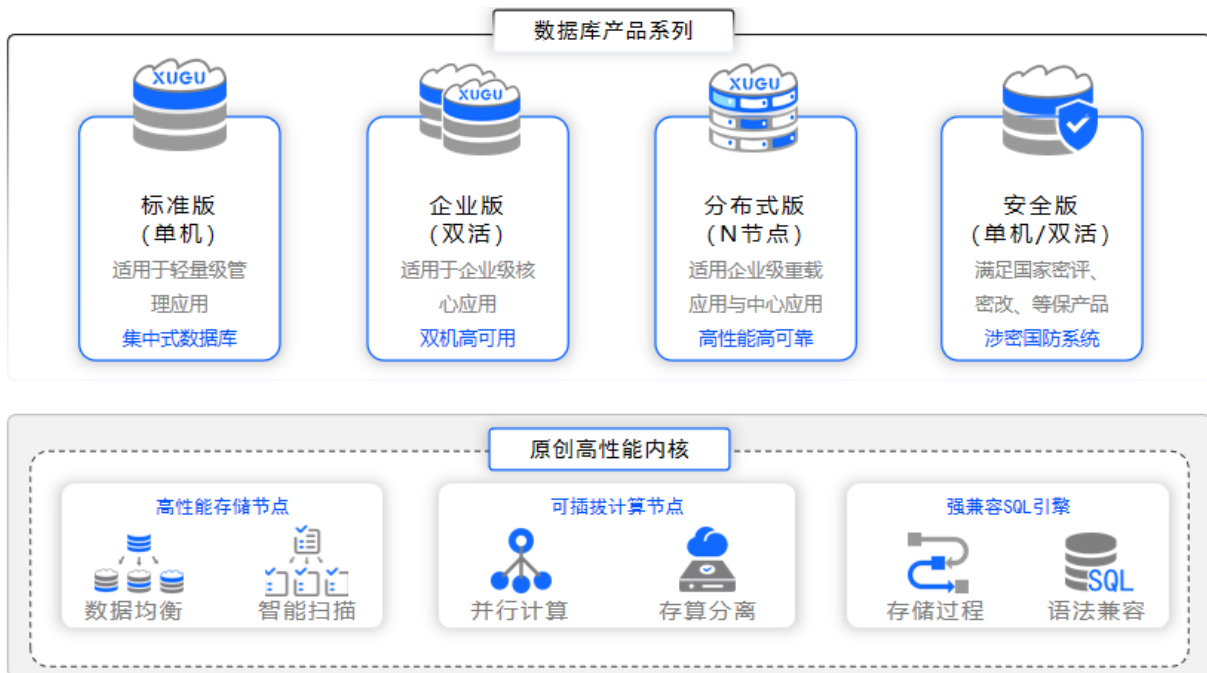 数据库产品系列
XUGU
XUGU
XUGU
标准版
(单机)
适用于轻量级管
理应用
集中式数据库
企业版
(双活)
适用于企业级核
心应用
双机高可用
分布式版
(N节点)
适用企业级重载
应用与中心应用
高性能高可靠
安全版
(单机/双活)
满足国家密评、
密改、等保产品
涉密国防系统
原创高性能内核
高性能存储节点
数据均衡
智能扫描
可插拔计算节点
并行计算
存算分离
强兼容SQL引擎
存储过程
SQL
语法兼容